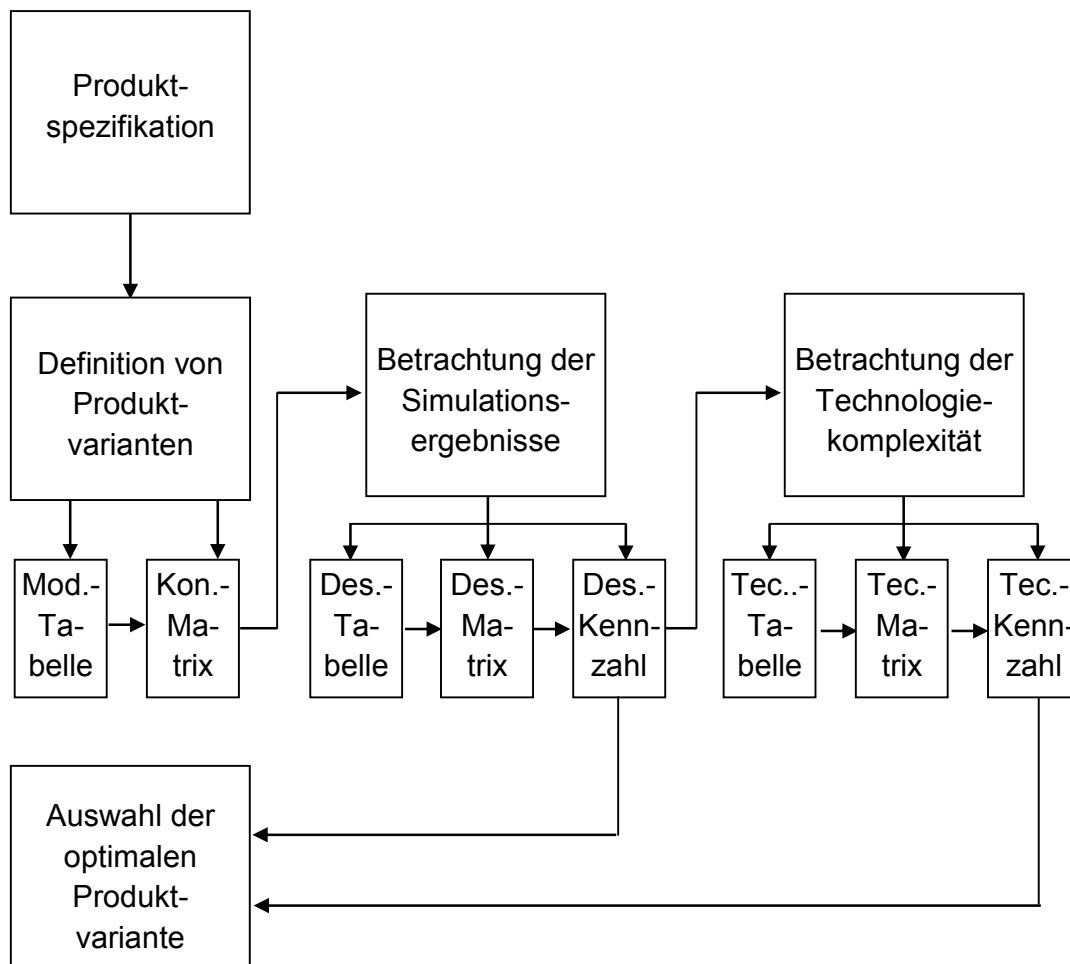 Produkt-
spezifikation
Definition von
Produkt-
varianten
Betrachtung der
Simulations-
ergebnisse
Betrachtung der
Technologie-
komplexität
Mod.-
Ta-
belle
Kon.-
Ma-
trix
Des.-
Ta-
belle
Des.-
Ma-
trix
Des.-
Kenn-
zahl
Tec..-
Ta-
belle
Tec.-
Ma-
trix
Tec.-
Kenn-
zahl
Auswahl der
optimalen
Produkt-
variante